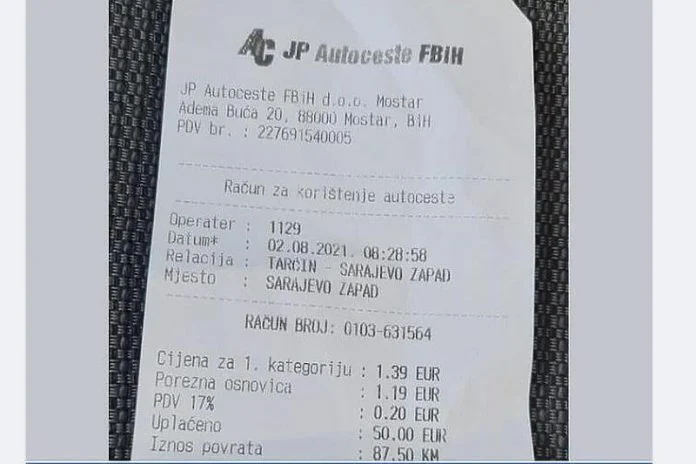 AC JP Autoceste FBiH
JP Autoceste FBiH d.o.o. Mostar
Adema Buća 20, 88000 Mostar, BiH
PDV br. : 227691540005
Račun za korištenje autoceste
Operater : 1129
Datum* : 02.08.2021. 08:28:58
Relacija : TARČIN - SARAJEVO ZAPAD
Mjesto : SARAJEVO ZAPAD
RAČUN BROJ: 0103-631564
Cijena za 1. kategoriju : 1.39 EUR
Porezna osnovica : 1.19 EUR
PDV 17% : 0.20 EUR
Uplaćeno : 50.00 EUR
Iznos povrata : 87.50 KM